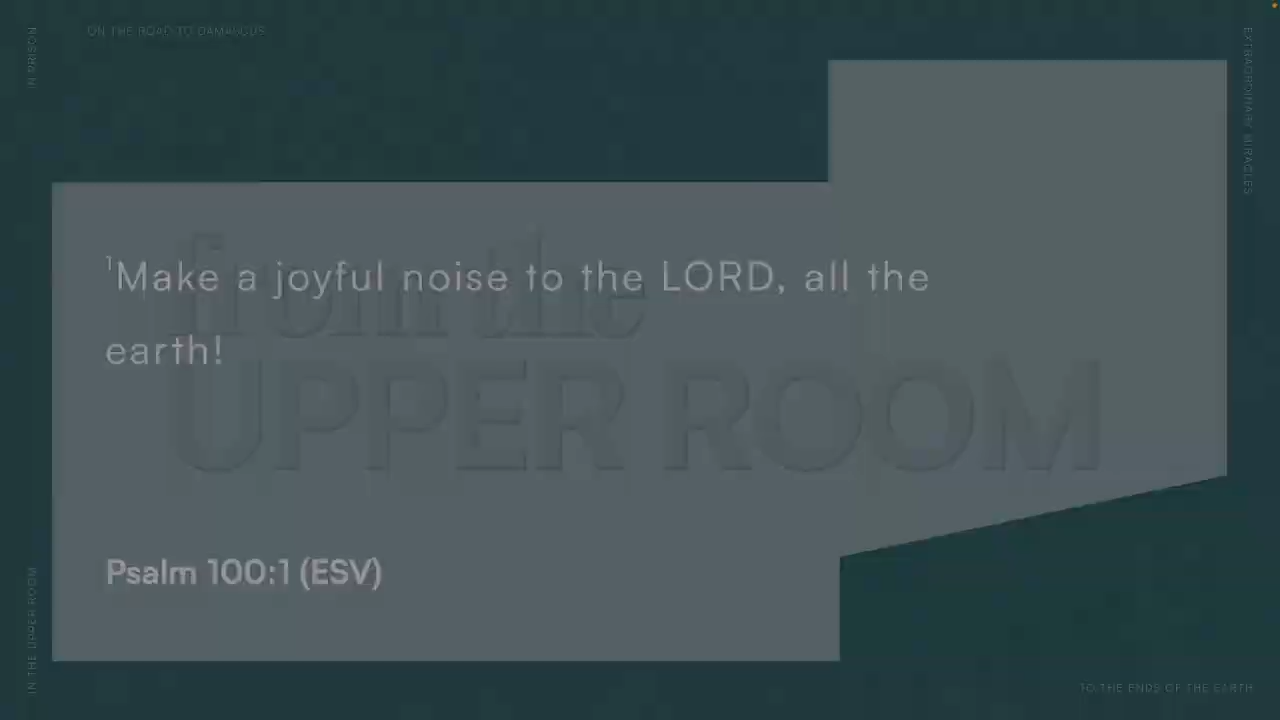 ON THE ROAD TO DAMASCUS
IN PRISON
EXTRAORDINARY MIRACLES
from the
UPPER ROOM
¹Make a joyful noise to the LORD, all the
earth!
Psalm 100:1 (ESV)
IN THE UPPER ROOM
TO THE ENDS OF THE EARTH